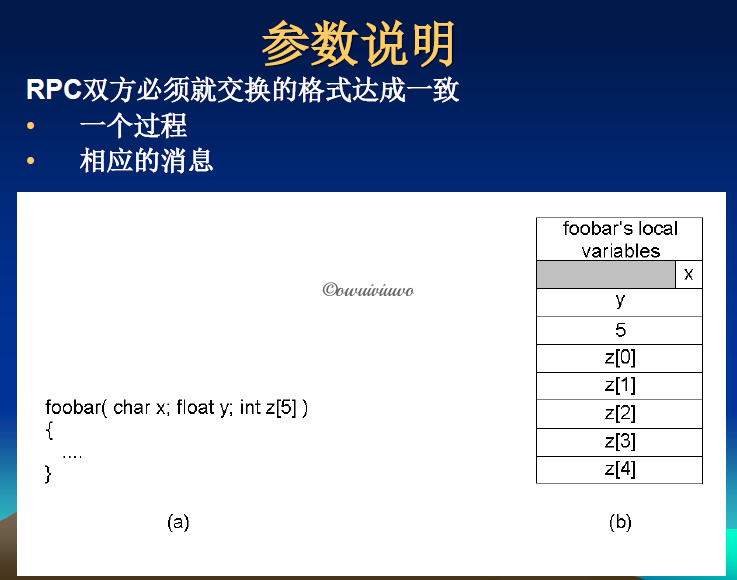 参数说明
RPC双方必须就交换的格式达成一致
• 一个过程
• 相应的消息
©owuiviuwo
foobar( char x; float y; int z[5] )
{
....
}
(a)
foobar's local
variables
x
y
5
z[0]
z[1]
z[2]
z[3]
z[4]
(b)